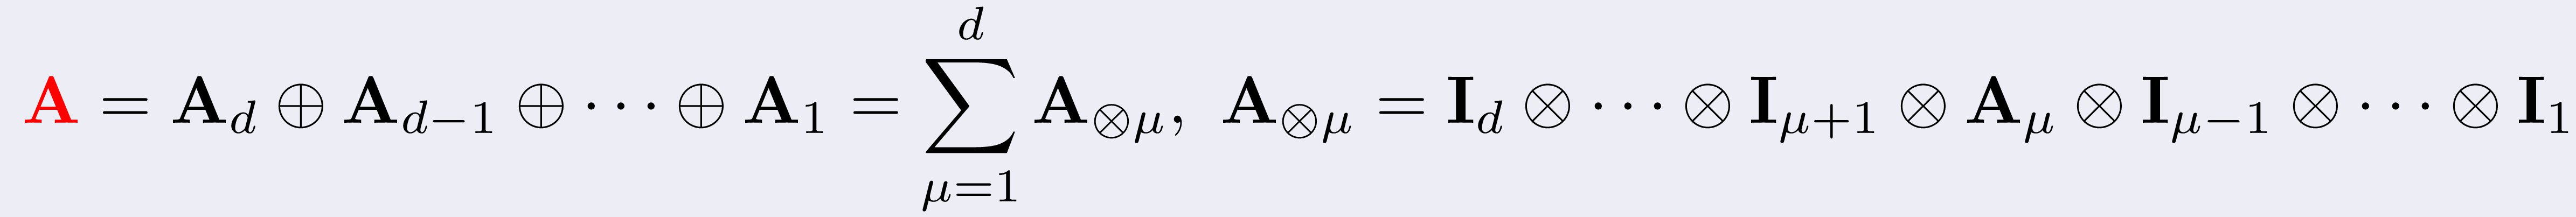 $\mathbf{A} = \mathbf{A}_d \oplus \mathbf{A}_{d-1} \oplus \cdots \oplus \mathbf{A}_1 = \sum_{\mu=1}^{d} \mathbf{A}_{\otimes\mu},\ \mathbf{A}_{\otimes\mu} = \mathbf{I}_d \otimes \cdots \otimes \mathbf{I}_{\mu+1} \otimes \mathbf{A}_\mu \otimes \mathbf{I}_{\mu-1} \otimes \cdots \otimes \mathbf{I}_1$